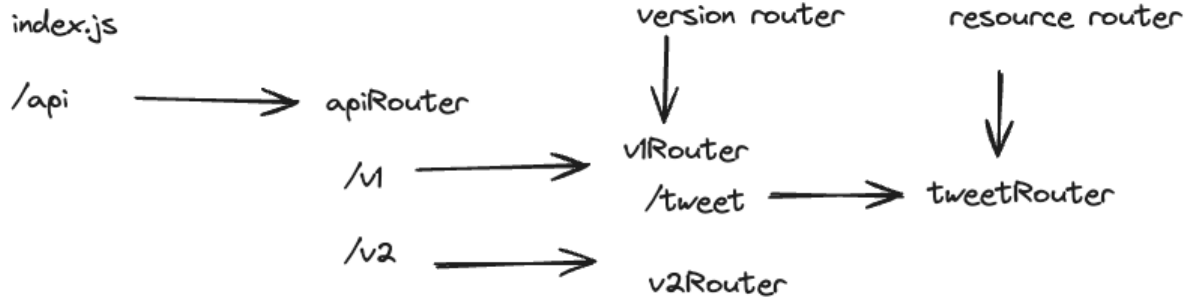 index.js
version router
resource router
/api
apiRouter
v1Router
/v1
/tweet
tweetRouter
/v2
v2Router